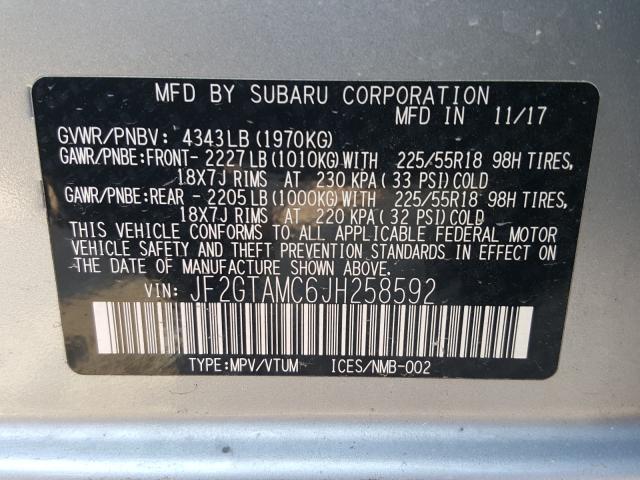 MFD BY SUBARU CORPORATION
MFD IN 11/17
GVWR/PNBV: 4343LB (1970KG)
GAWR/PNBE:FRONT- 2227LB (1010KG) WITH 225/55R18 98H TIRES,
18X7J RIMS AT 230 KPA ( 33 PSI) COLD
GAWR/PNBE:REAR - 2205LB (1000KG) WITH 225/55R18 98H TIRES,
18X7J RIMS AT 220 KPA ( 32 PSI) COLD
THIS VEHICLE CONFORMS TO ALL APPLICABLE FEDERAL MOTOR
VEHICLE SAFETY AND THEFT PREVENTION STANDARDS IN EFFECT ON
THE DATE OF MANUFACTURE SHOWN ABOVE.
VIN: JF2GTAMC6JH258592
TYPE:MPV/VTUM ICES/NMB-002